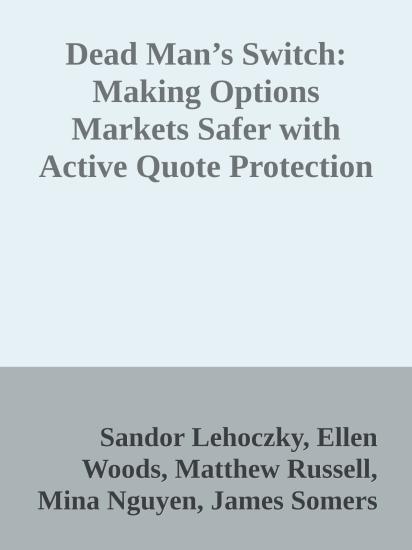 Dead Man’s Switch:
Making Options
Markets Safer with
Active Quote Protection
Sandor Lehoczky, Ellen
Woods, Matthew Russell,
Mina Nguyen, James Somers